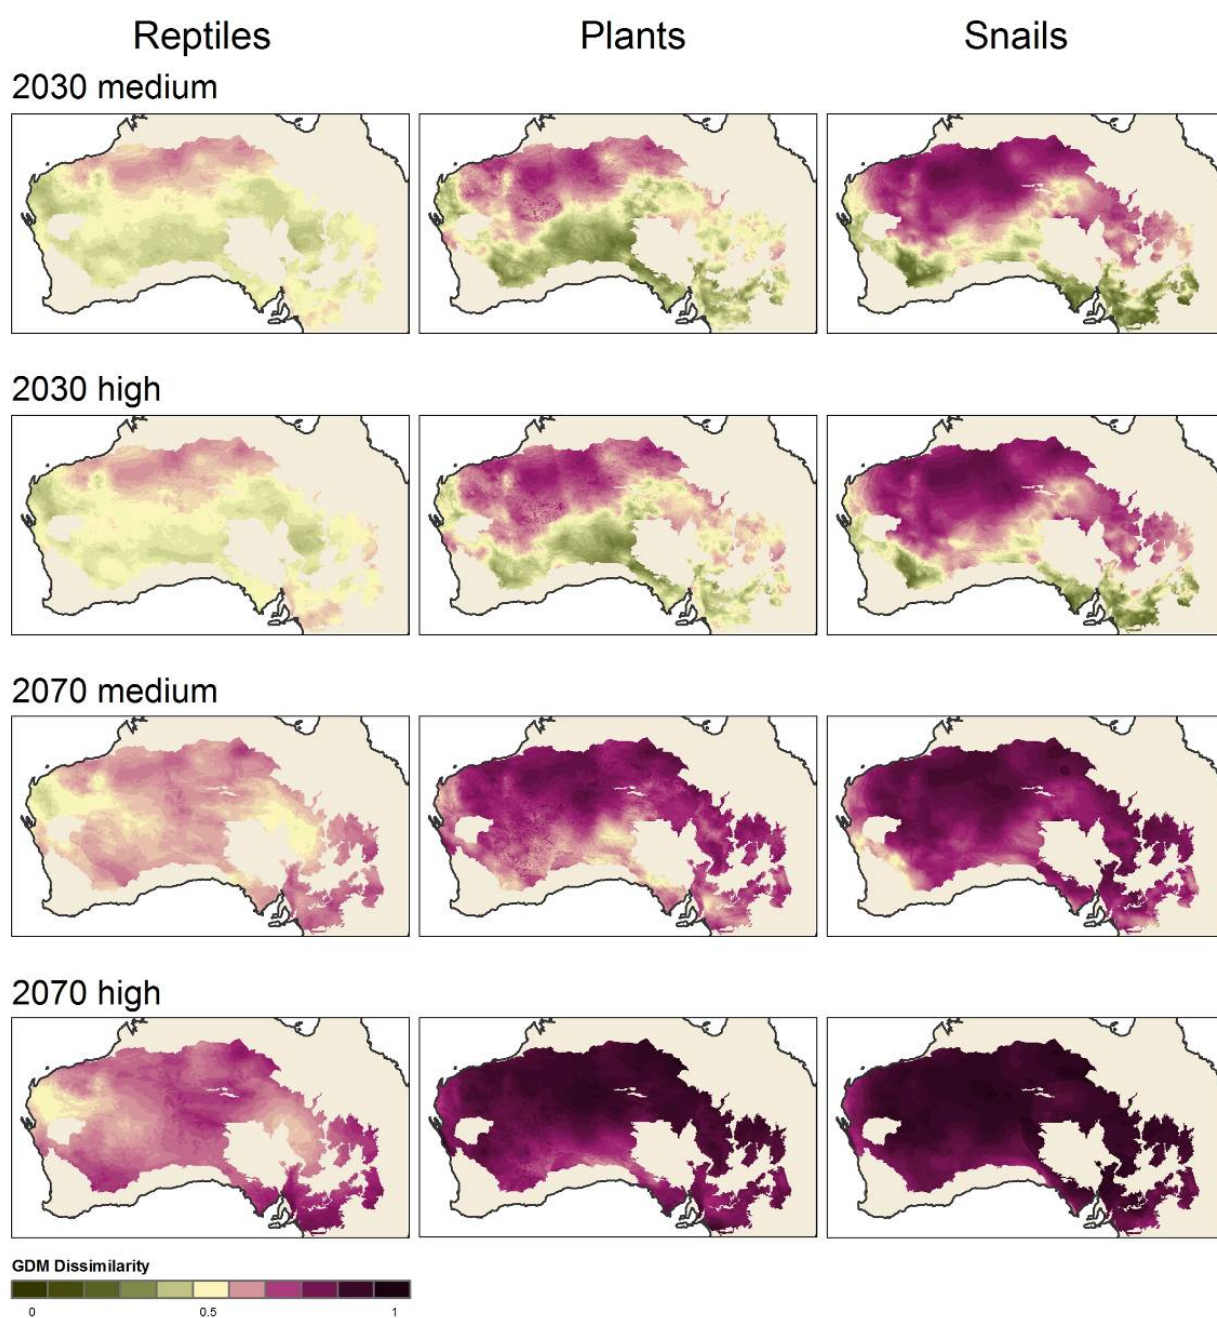 Reptiles Plants Snails
2030 medium
2030 high
2070 medium
2070 high
GDM Dissimilarity
0 0.5 1